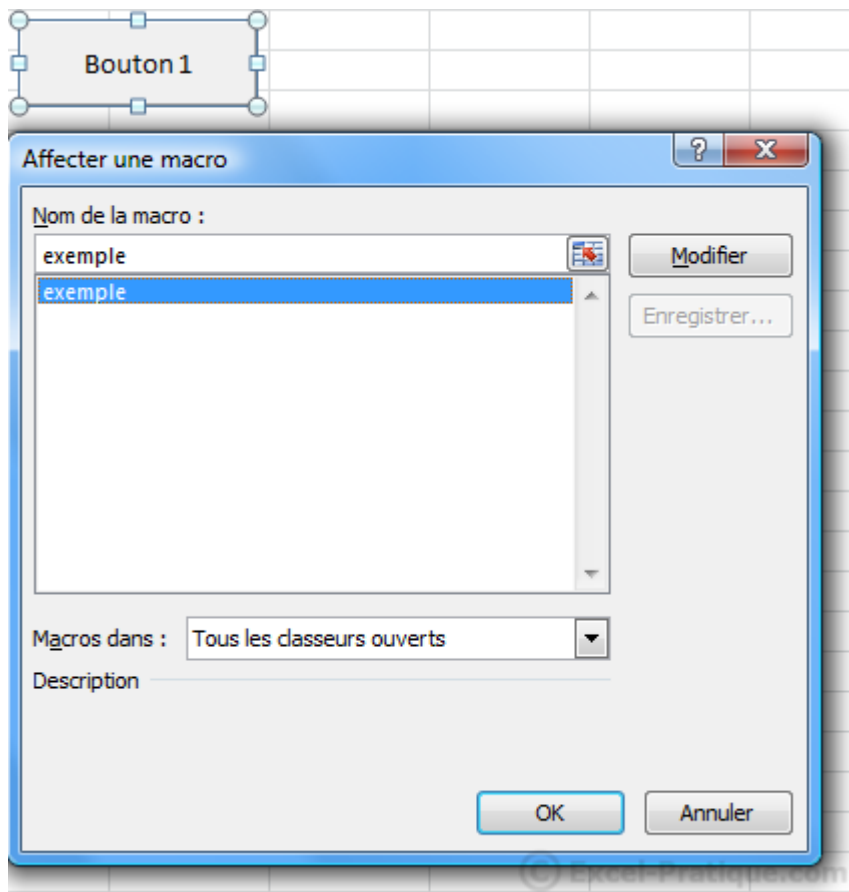 Bouton 1
Affecter une macro
?
Nom de la macro :
exemple
Modifier
exemple
Enregistrer...
Macros dans :
Tous les classeurs ouverts
Description
OK
Annuler
© Excel-Pratique.com